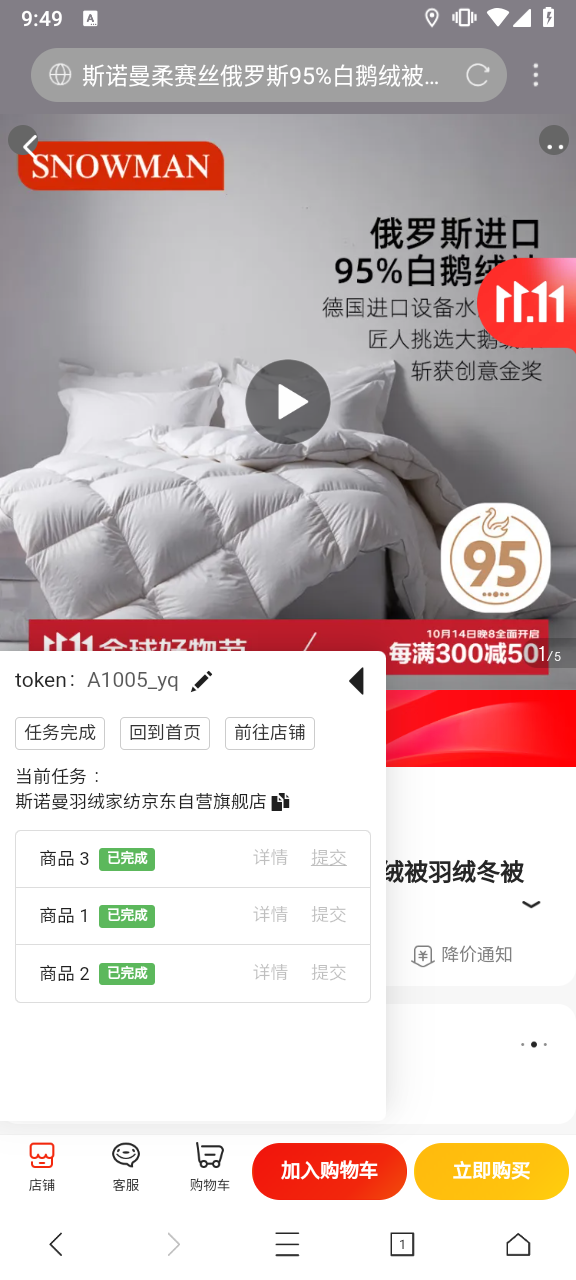 9:49
A
斯诺曼柔赛丝俄罗斯95%白鹅绒被...
SNOWMAN
俄罗斯进口
95%白鹅绒
11.11
德国进口设备水
匠人挑选大鹅
斩获创意金奖
95
10月14日晚8全面开启
11.11全球好物节
每满300减50
1/5
token: A1005_yq
任务完成
回到首页
前往店铺
当前任务：
斯诺曼羽绒家纺京东自营旗舰店
商品 3 已完成 详情 提交
绒被羽绒冬被
商品 1 已完成 详情 提交
降价通知
商品 2 已完成 详情 提交
店铺
客服
购物车
加入购物车
立即购买
1